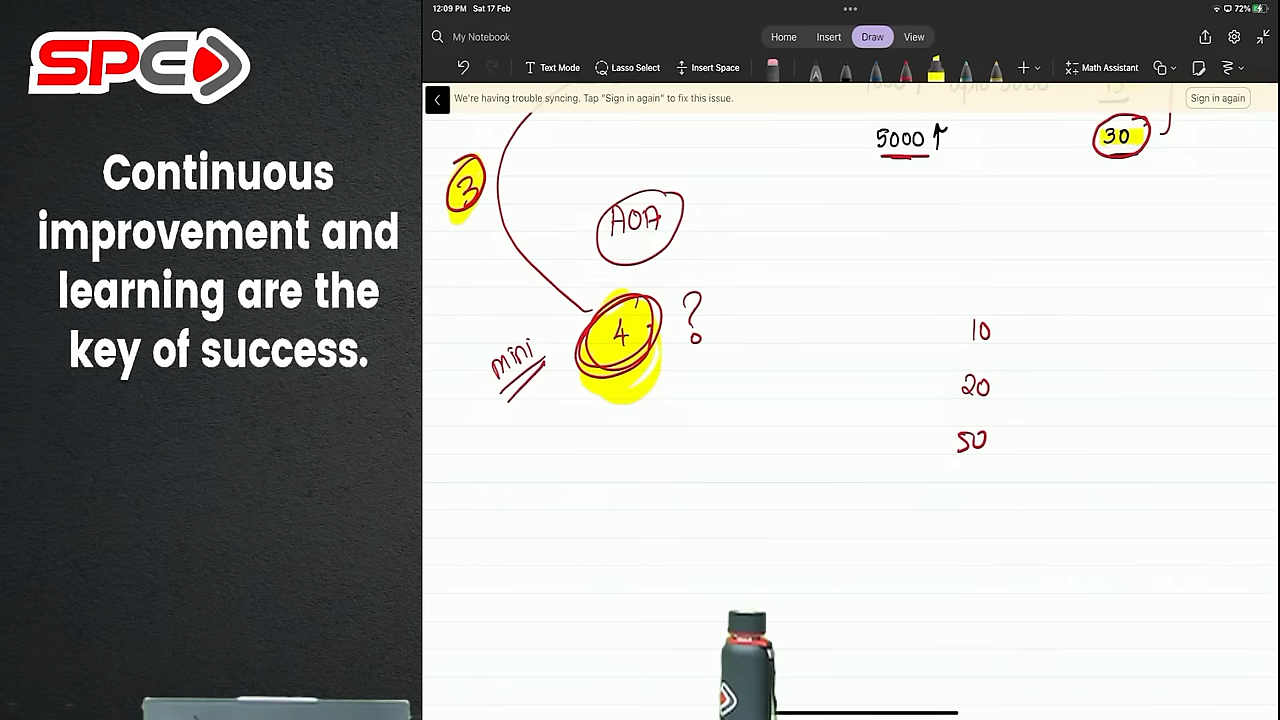 SPC
Continuous
improvement and
learning are the
key of success.
12:09 PM Sat 17 Feb
72%
My Notebook
Home Insert Draw View
Text Mode Lasso Select Insert Space Math Assistant
We're having trouble syncing. Tap "Sign in again" to fix this issue.
Sign in again
5000
30
3
AOA
4 ?
mini
10
20
50